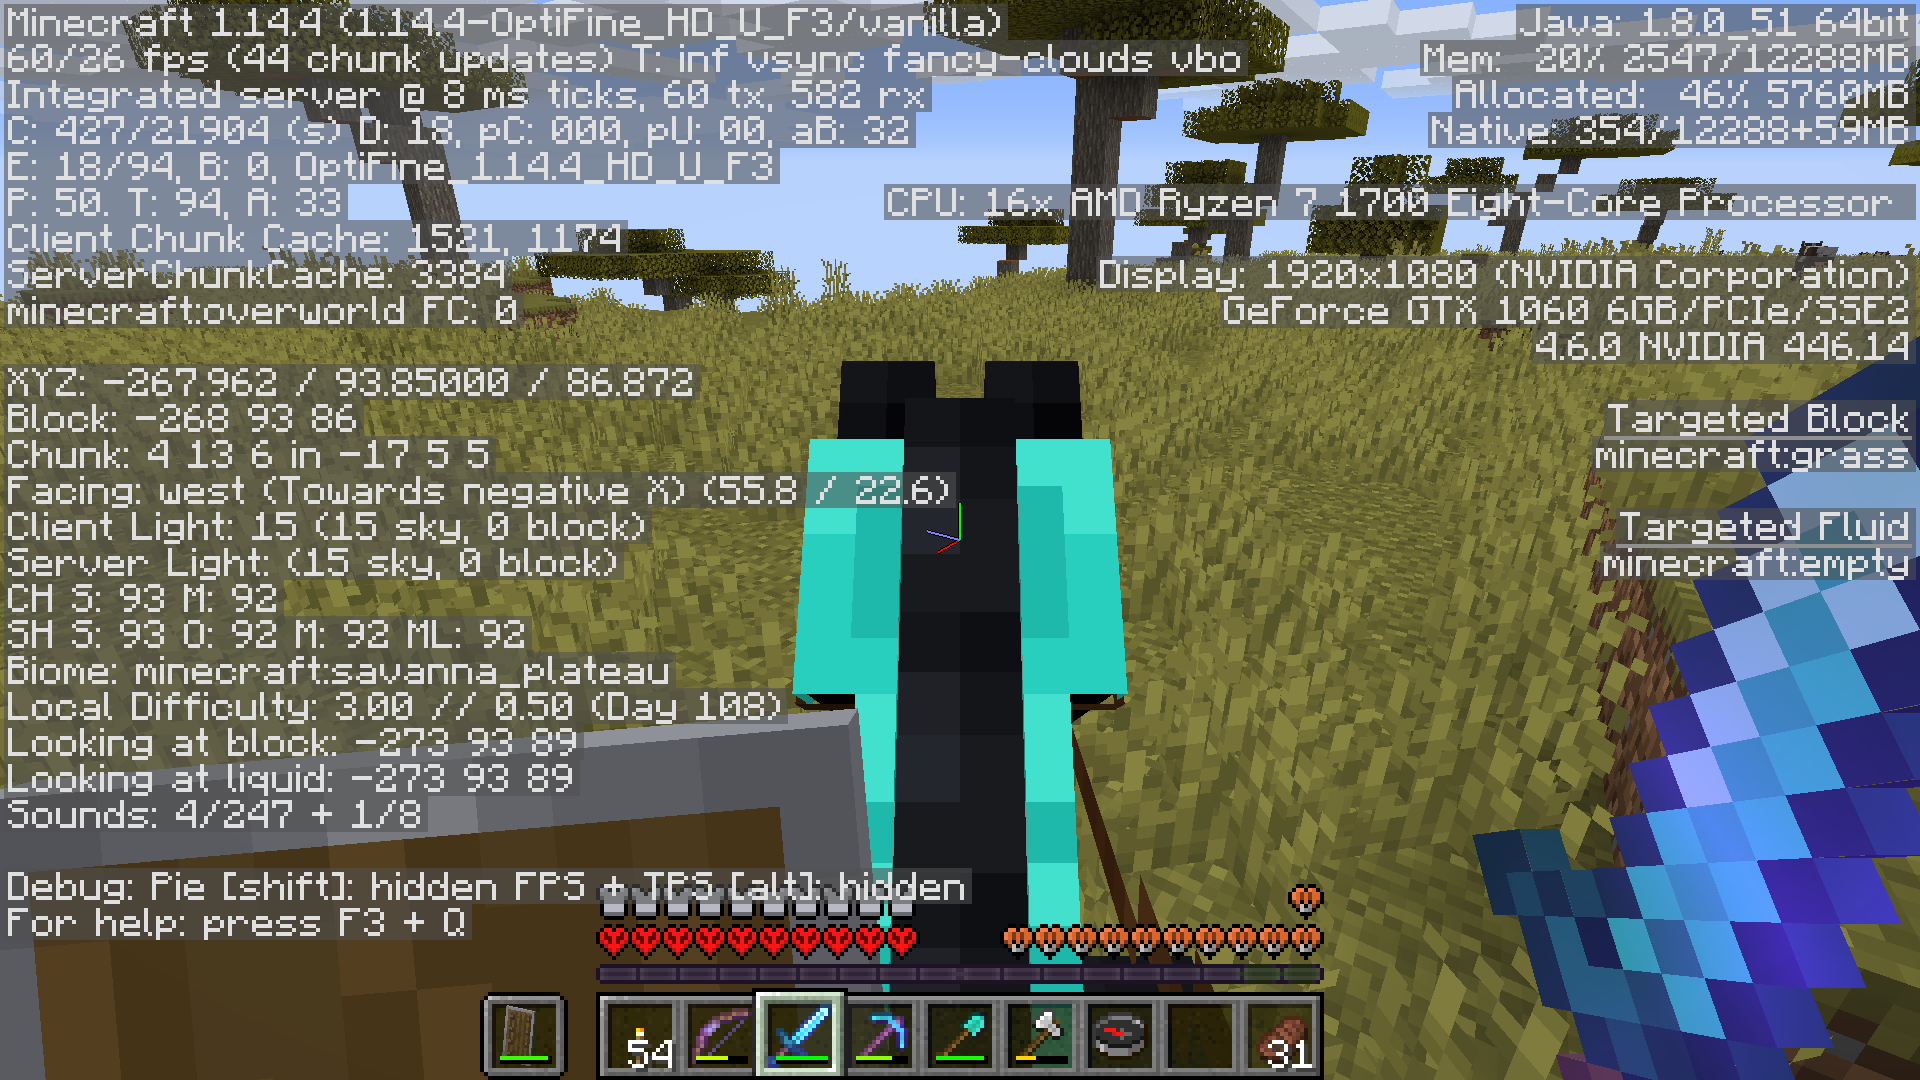 Minecraft 1.14.4 (1.14.4-OptiFine_HD_U_F3/vanilla)
60/26 fps (44 chunk updates) T: inf vsync fancy-clouds vbo
Integrated server @ 8 ms ticks, 60 tx, 582 rx
C: 427/21904 (s) D: 18, pC: 000, pU: 00, aB: 32
E: 18/94, B: 0, OptiFine_1.14.4_HD_U_F3
P: 50. T: 94, A: 33
Client Chunk Cache: 1521, 1174
ServerChunkCache: 3384
minecraft:overworld FC: 0
XYZ: -267.962 / 93.85000 / 86.872
Block: -268 93 86
Chunk: 4 13 6 in -17 5 5
Facing: west (Towards negative X) (55.8 / 22.6)
Client Light: 15 (15 sky, 0 block)
Server Light: (15 sky, 0 block)
CH S: 93 M: 92
SH S: 93 O: 92 M: 92 ML: 92
Biome: minecraft:savanna_plateau
Local Difficulty: 3.00 // 0.50 (Day 108)
Looking at block: -273 93 89
Looking at liquid: -273 93 89
Sounds: 4/247 + 1/8
Debug: Pie [shift]: hidden FPS + TPS [alt]: hidden
For help: press F3 + Q
Java: 1.8.0_51 64bit
Mem: 20% 2547/12288MB
Allocated: 46% 5760MB
Native: 354/12288+59MB
CPU: 16x AMD Ryzen 7 1700 Eight-Core Processor
Display: 1920x1080 (NVIDIA Corporation)
GeForce GTX 1060 6GB/PCIe/SSE2
4.6.0 NVIDIA 446.14
Targeted Block
minecraft:grass
Targeted Fluid
minecraft:empty
54
31